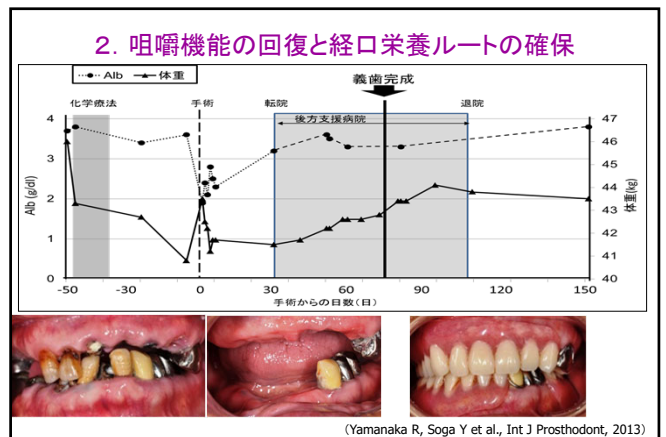 2. 咀嚼機能の回復と経口栄養ルートの確保
Alb 体重
義歯完成
化学療法 手術 転院 退院
後方支援病院
4 47
46
3 45
44
2 43
42
1 41
0 40
Alb (g/dl)
体重(kg)
-50 -30 0 30 60 90 120 150
手術からの日数(日)
(Yamanaka R, Soga Y et al., Int J Prosthodont, 2013)